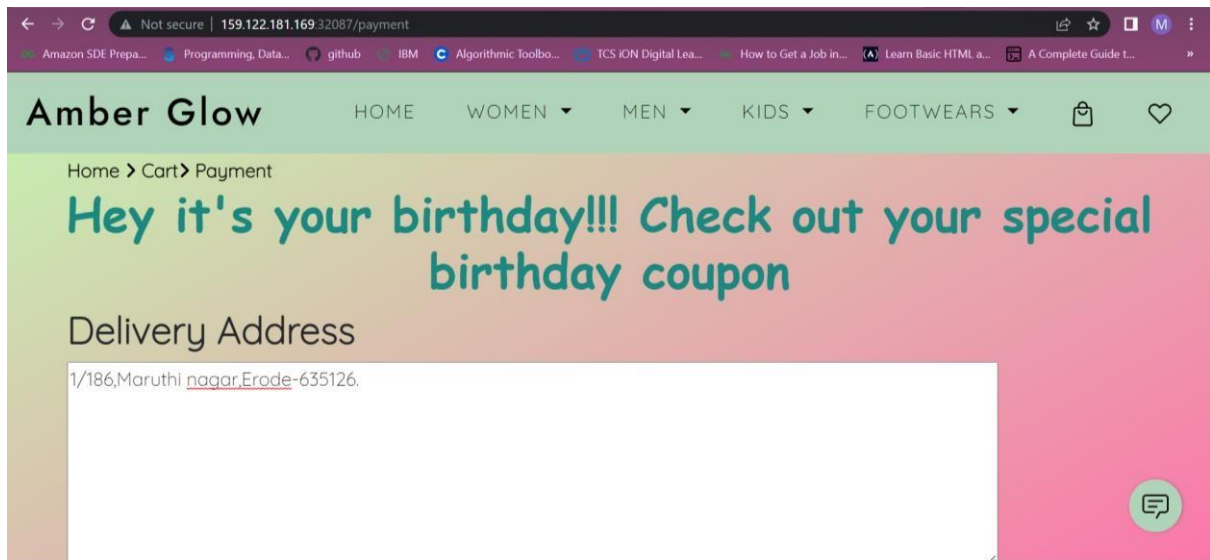 Not secure | 159.122.181.169:32087/payment
Amazon SDE Prepa... Programming, Data... github IBM Algorithmic Toolbo... TCS iON Digital Lea... How to Get a Job in... Learn Basic HTML a... A Complete Guide t... »
Amber Glow HOME WOMEN MEN KIDS FOOTWEARS
Home > Cart> Payment
Hey it's your birthday!!! Check out your special
birthday coupon
Delivery Address
1/186,Maruthi nagar,Erode-635126.